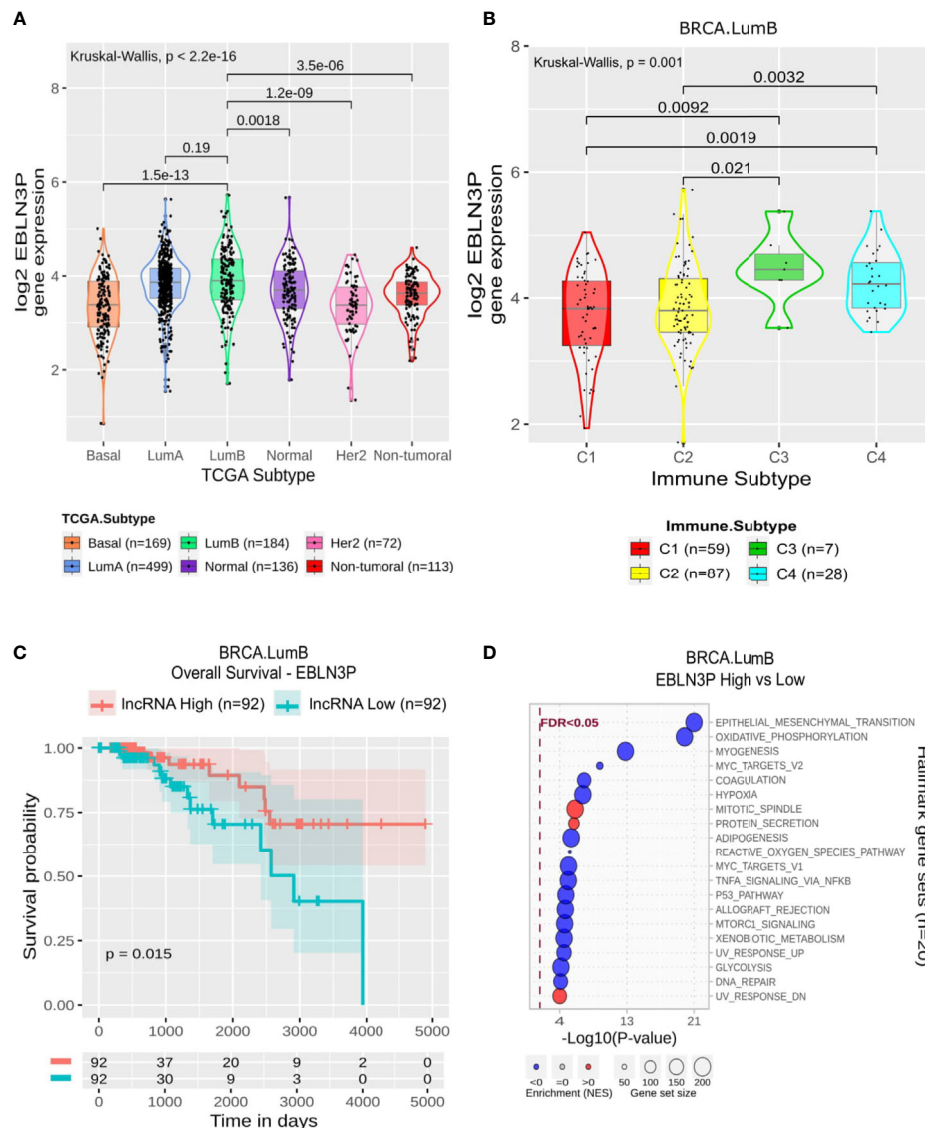 A
Kruskal-Wallis, p < 2.2e-16
3.5e-06
1.2e-09
0.0018
0.19
1.5e-13
8
6
4
2
log2 EBLN3P
gene expression
Basal LumA LumB Normal Her2 Non-tumoral
TCGA Subtype
TCGA.Subtype
Basal (n=169) LumB (n=184) Her2 (n=72)
LumA (n=499) Normal (n=136) Non-tumoral (n=113)
B
BRCA.LumB
Kruskal-Wallis, p = 0.001
0.0032
0.0092
0.0019
0.021
8
6
4
2
log2 EBLN3P
gene expression
C1 C2 C3 C4
Immune Subtype
Immune.Subtype
C1 (n=59) C3 (n=7)
C2 (n=87) C4 (n=28)
C
BRCA.LumB
Overall Survival - EBLN3P
lncRNA High (n=92) lncRNA Low (n=92)
1.00
0.75
0.50
0.25
0.00
Survival probability
p = 0.015
0 1000 2000 3000 4000 5000
92 37 20 9 2 0
92 30 9 3 0 0
0 1000 2000 3000 4000 5000
Time in days
D
BRCA.LumB
EBLN3P High vs Low
FDR<0.05
EPITHELIAL_MESENCHYMAL_TRANSITION
OXIDATIVE_PHOSPHORYLATION
MYOGENESIS
MYC_TARGETS_V2
COAGULATION
HYPOXIA
MITOTIC_SPINDLE
PROTEIN_SECRETION
ADIPOGENESIS
REACTIVE_OXYGEN_SPECIES_PATHWAY
MYC_TARGETS_V1
TNFA_SIGNALING_VIA_NFKB
P53_PATHWAY
ALLOGRAFT_REJECTION
MTORC1_SIGNALING
XENOBIOTIC_METABOLISM
UV_RESPONSE_UP
GLYCOLYSIS
DNA_REPAIR
UV_RESPONSE_DN
Hallmark gene sets (n=20)
4 13 21
-Log10(P-value)
<0 =0 >0 50 100 150 200
Enrichment (NES) Gene set size